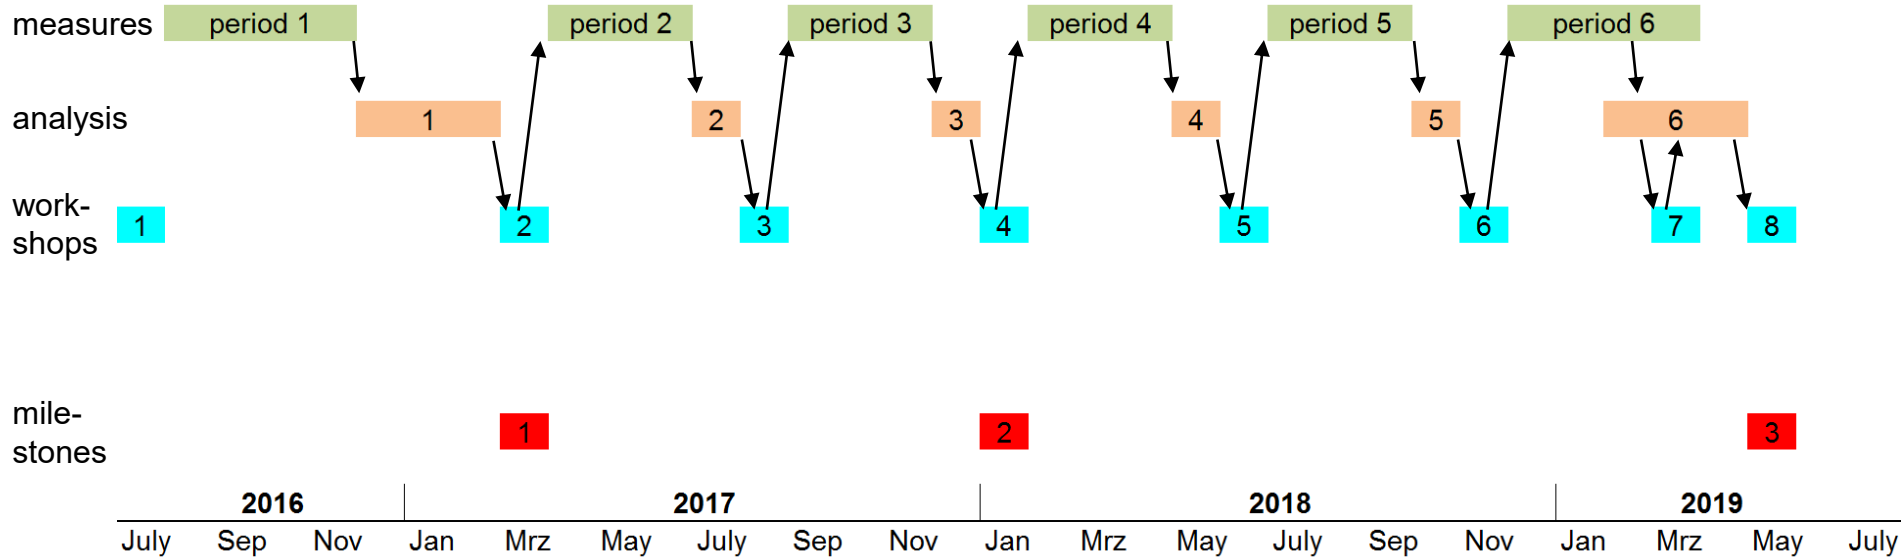 measures period 1 period 2 period 3 period 4 period 5 period 6
analysis 1 2 3 4 5 6
work-
shops
1 2 3 4 5 6 7 8
mile-
stones
1 2 3
2016 2017 2018 2019
July Sep Nov Jan Mrz May July Sep Nov Jan Mrz May July Sep Nov Jan Mrz May July